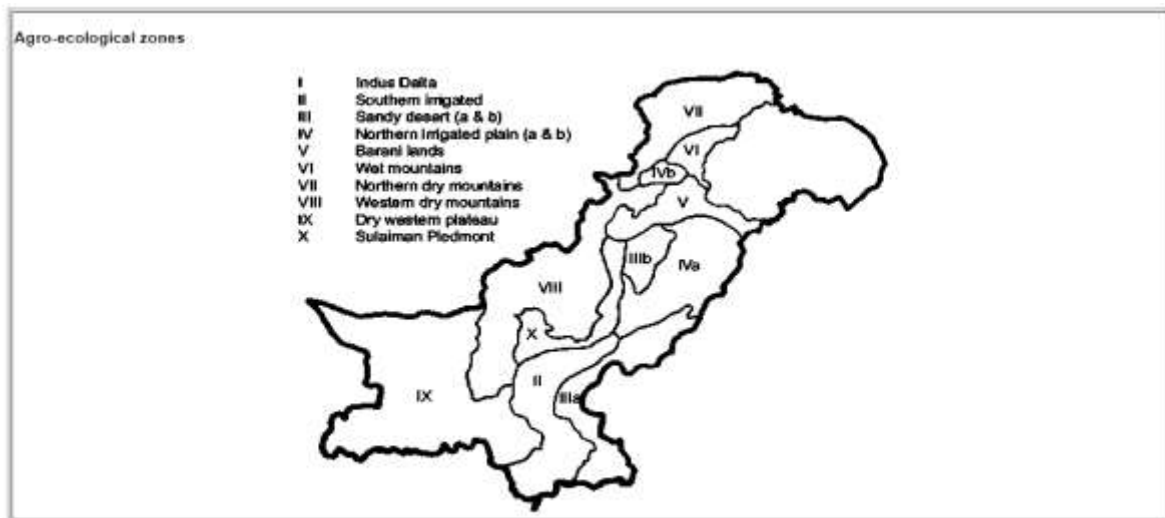 Agro-ecological zones
I Indus Delta
II Southern Irrigated
III Sandy desert (a & b)
IV Northern Irrigated plain (a & b)
V Barani lands
VI Wet mountains
VII Northern dry mountains
VIII Western dry mountains
IX Dry western plateau
X Sulaiman Piedmont
VII
VI
IVb
V
IIIb
IVa
VIII
X
II
IX
IIIa